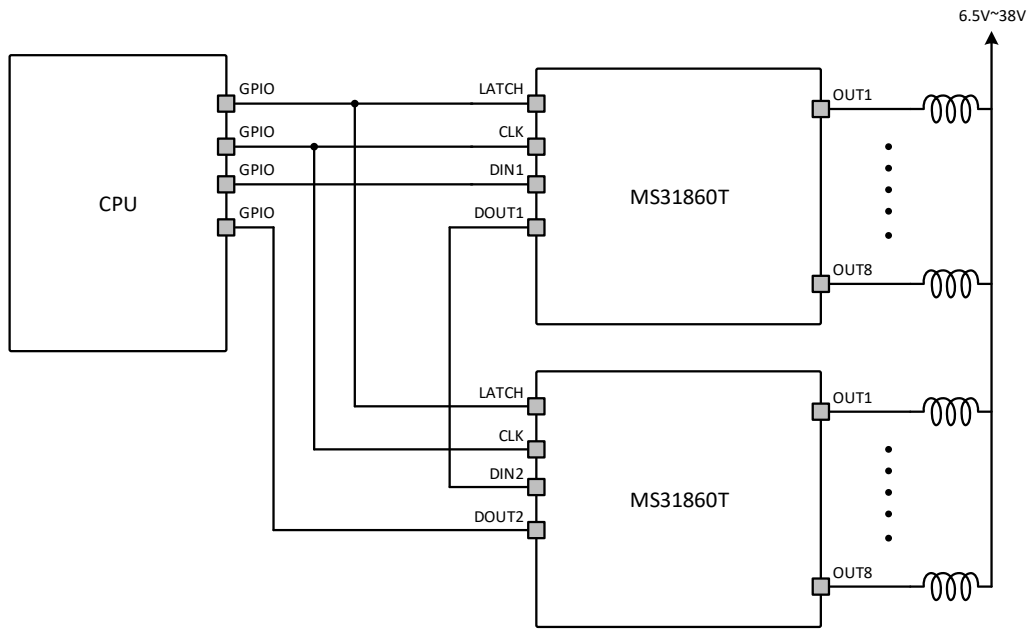 6.5V~38V
CPU
GPIO
GPIO
GPIO
GPIO
LATCH
CLK
DIN1
DOUT1
MS31860T
OUT1
OUT8
LATCH
CLK
DIN2
DOUT2
MS31860T
OUT1
OUT8